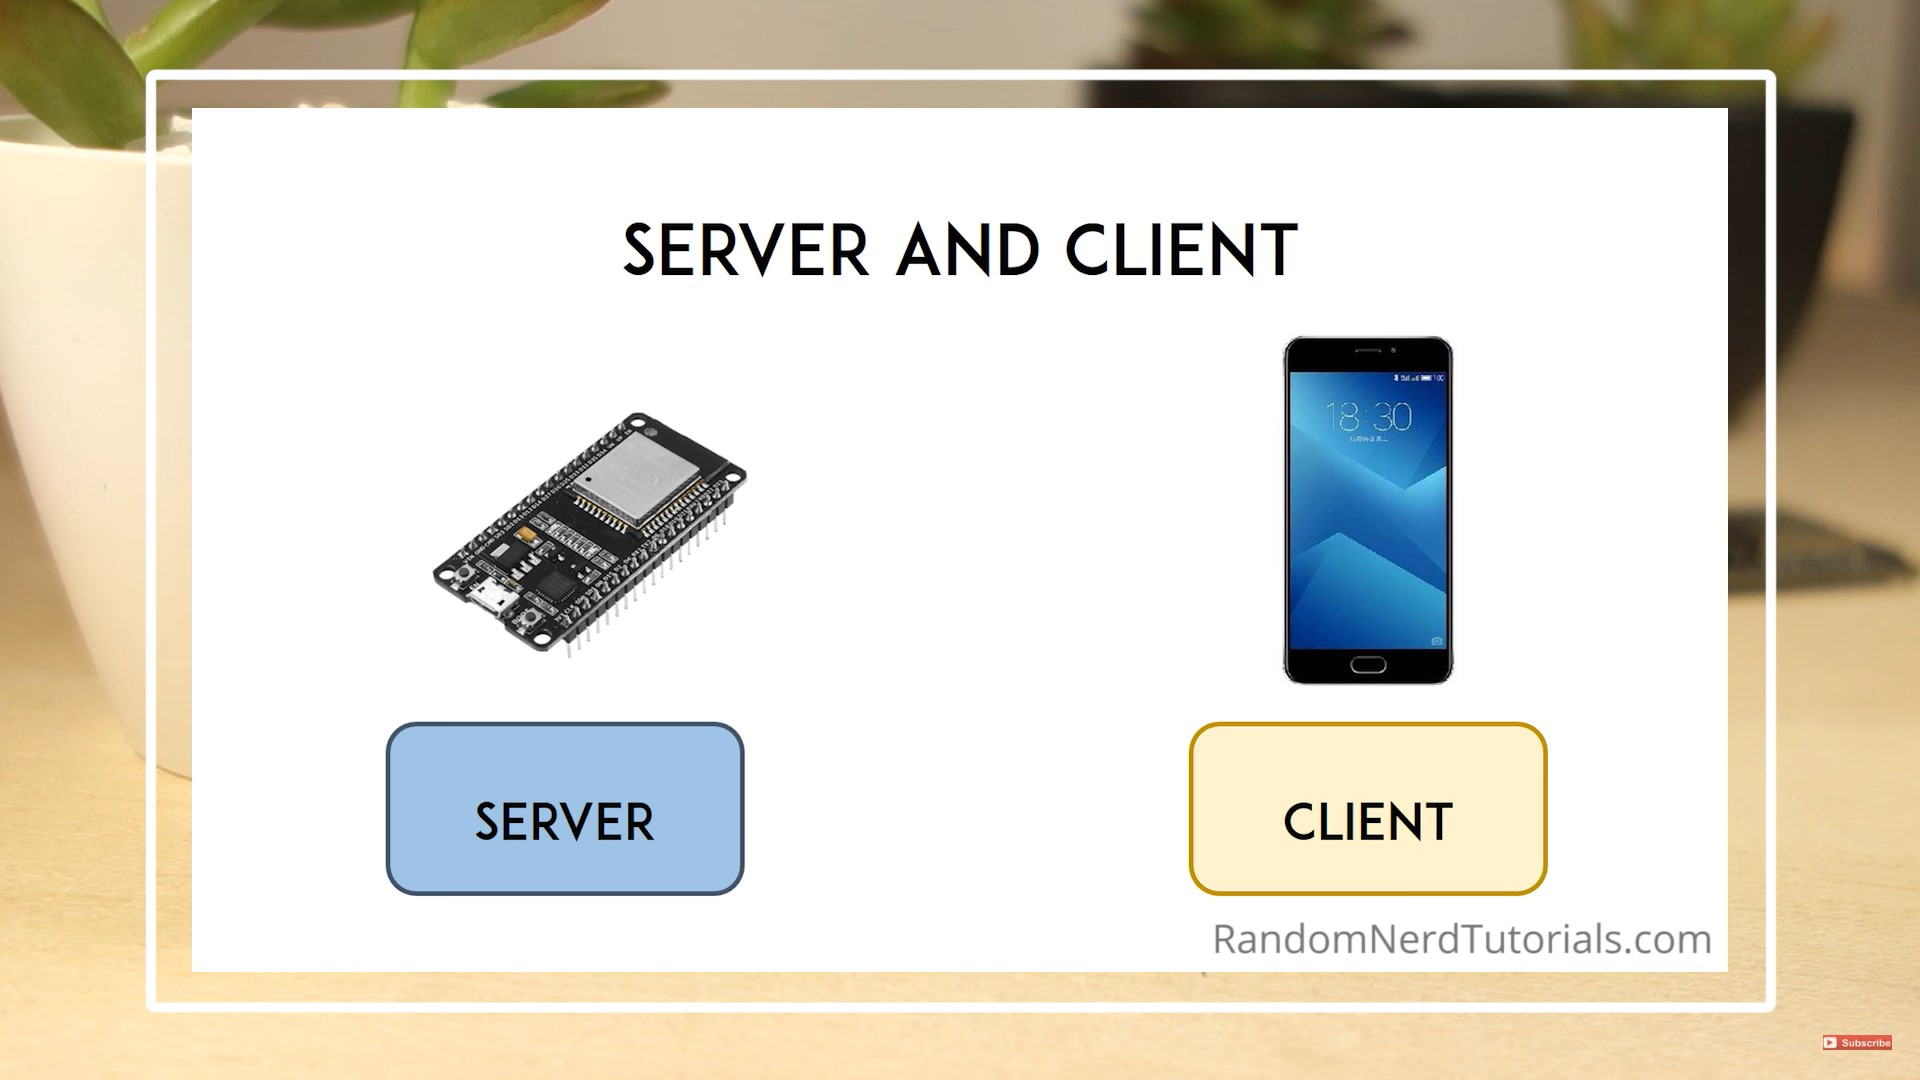 SERVER AND CLIENT
18:30
SERVER
CLIENT
RandomNerdTutorials.com
Subscribe